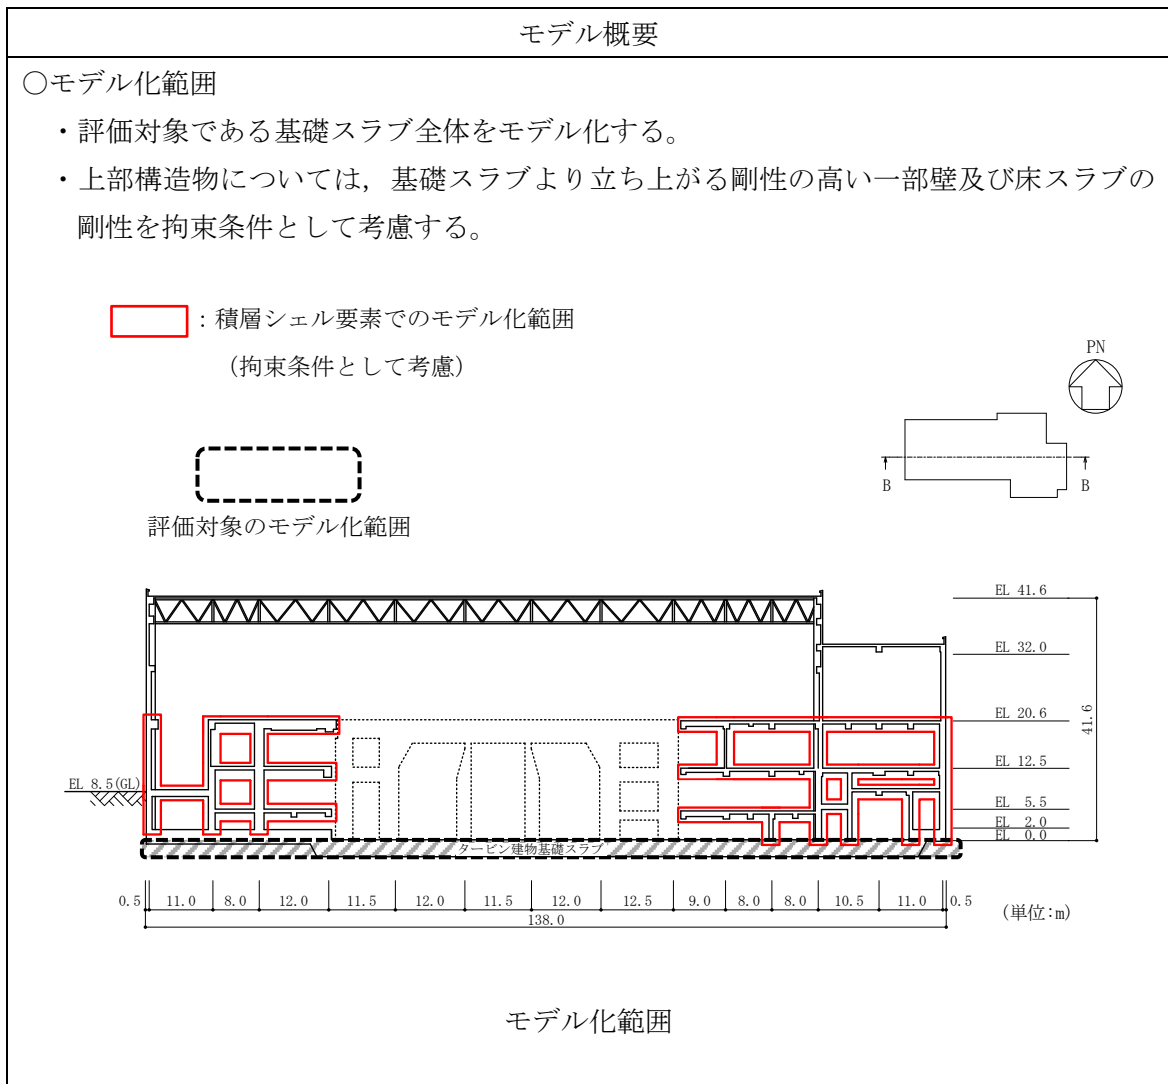 モデル概要
○モデル化範囲
・評価対象である基礎スラブ全体をモデル化する。
・上部構造物については，基礎スラブより立ち上がる剛性の高い一部壁及び床スラブの
剛性を拘束条件として考慮する。
：積層シェル要素でのモデル化範囲
（拘束条件として考慮）
PN
B
B
評価対象のモデル化範囲
EL 41.6
EL 32.0
EL 20.6
41.6
EL 12.5
EL 8.5(GL)
EL 5.5
EL 2.0
EL 0.0
タービン建物基礎スラブ
0.5 11.0 8.0 12.0 11.5 12.0 11.5 12.0 12.5 9.0 8.0 8.0 10.5 11.0 0.5
138.0
(単位:m)
モデル化範囲